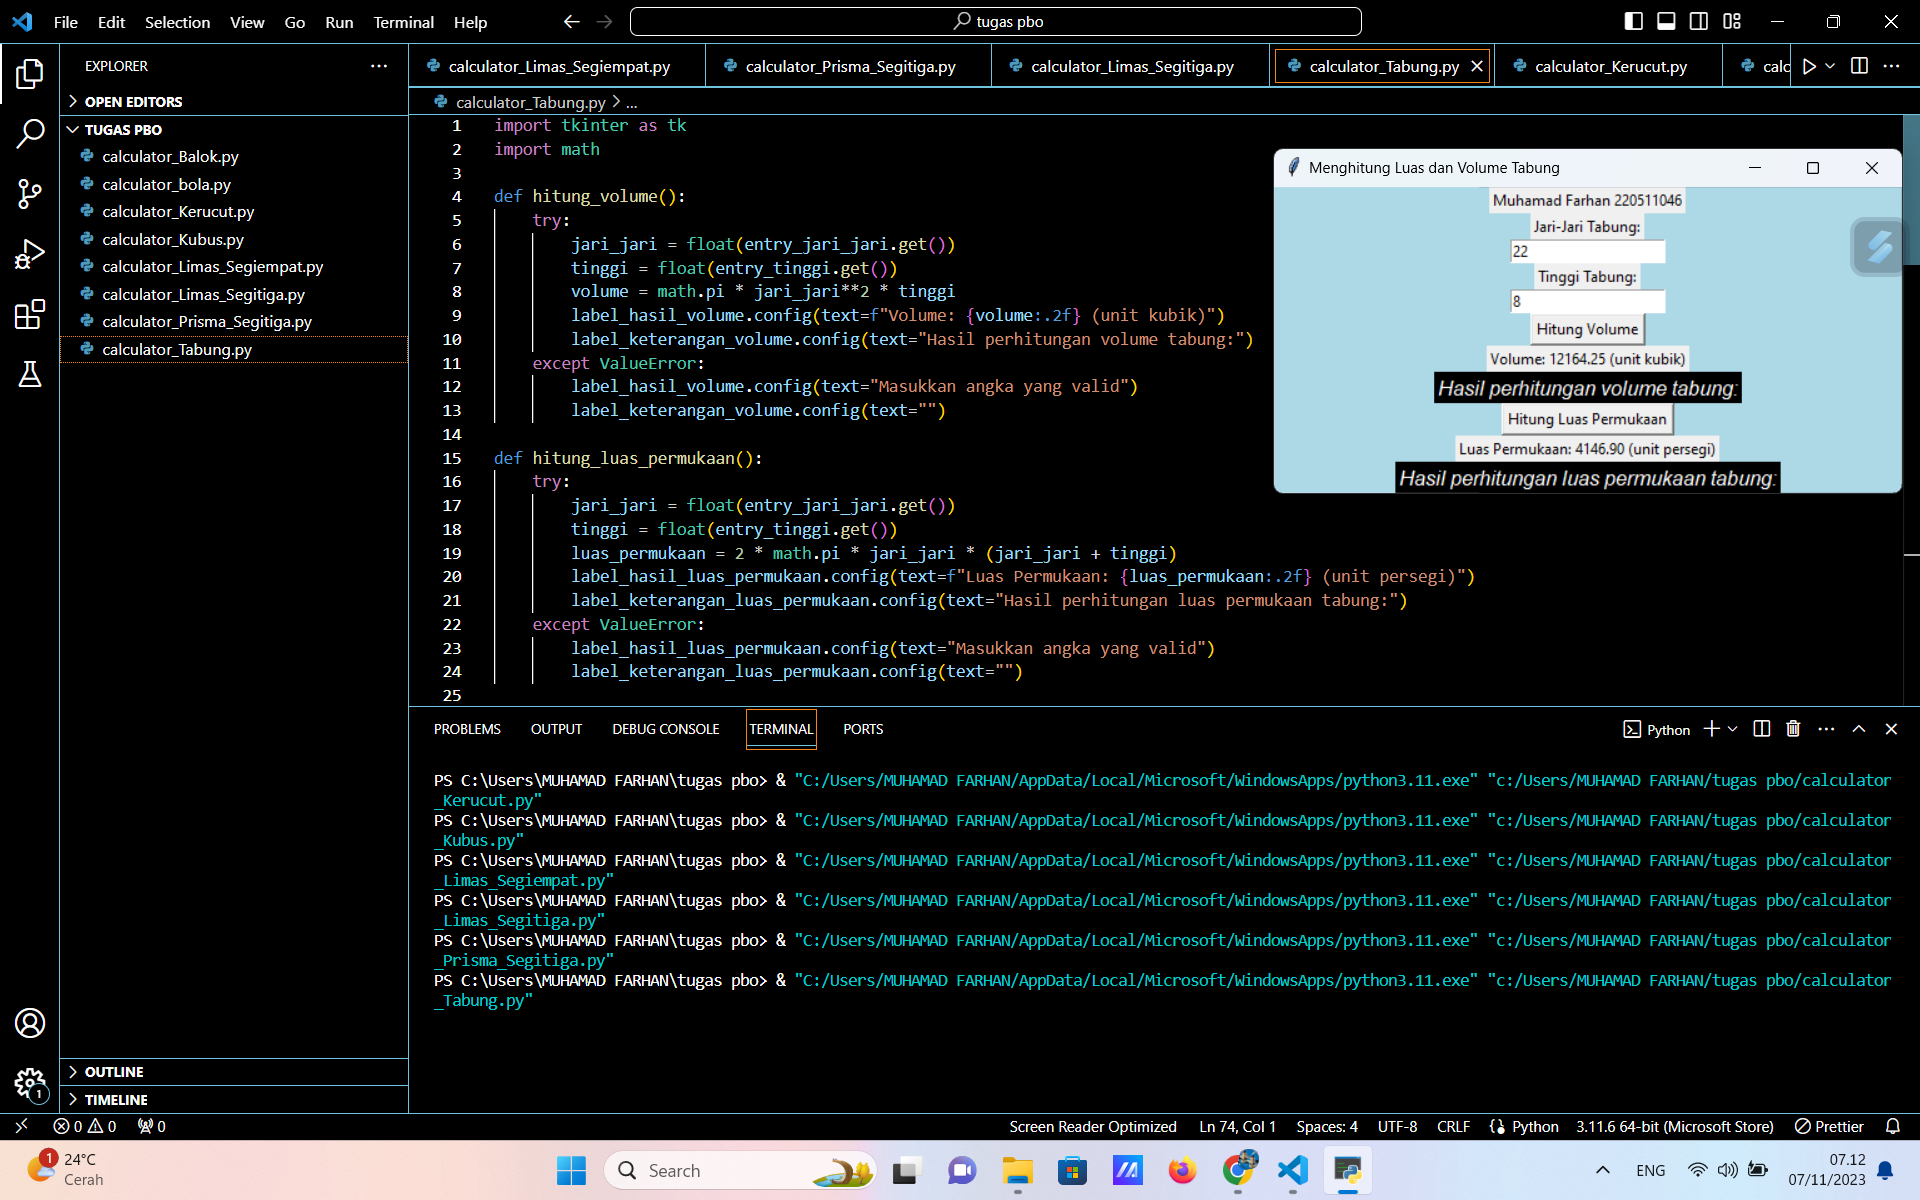 File Edit Selection View Go Run Terminal Help
tugas pbo
EXPLORER
OPEN EDITORS
TUGAS PBO
calculator_Balok.py
calculator_bola.py
calculator_Kerucut.py
calculator_Kubus.py
calculator_Limas_Segiempat.py
calculator_Limas_Segitiga.py
calculator_Prisma_Segitiga.py
calculator_Tabung.py
OUTLINE
TIMELINE
calculator_Limas_Segiempat.py calculator_Prisma_Segitiga.py calculator_Limas_Segitiga.py calculator_Tabung.py calculator_Kerucut.py calc
calculator_Tabung.py > ...
1 import tkinter as tk
2 import math
3
4 def hitung_volume():
5 try:
6 jari_jari = float(entry_jari_jari.get())
7 tinggi = float(entry_tinggi.get())
8 volume = math.pi * jari_jari**2 * tinggi
9 label_hasil_volume.config(text=f"Volume: {volume:.2f} (unit kubik)")
10 label_keterangan_volume.config(text="Hasil perhitungan volume tabung:")
11 except ValueError:
12 label_hasil_volume.config(text="Masukkan angka yang valid")
13 label_keterangan_volume.config(text="")
14
15 def hitung_luas_permukaan():
16 try:
17 jari_jari = float(entry_jari_jari.get())
18 tinggi = float(entry_tinggi.get())
19 luas_permukaan = 2 * math.pi * jari_jari * (jari_jari + tinggi)
20 label_hasil_luas_permukaan.config(text=f"Luas Permukaan: {luas_permukaan:.2f} (unit persegi)")
21 label_keterangan_luas_permukaan.config(text="Hasil perhitungan luas permukaan tabung:")
22 except ValueError:
23 label_hasil_luas_permukaan.config(text="Masukkan angka yang valid")
24 label_keterangan_luas_permukaan.config(text="")
25
Menghitung Luas dan Volume Tabung
Muhamad Farhan 220511046
Jari-Jari Tabung:
22
Tinggi Tabung:
8
Hitung Volume
Volume: 12164.25 (unit kubik)
Hasil perhitungan volume tabung:
Hitung Luas Permukaan
Luas Permukaan: 4146.90 (unit persegi)
Hasil perhitungan luas permukaan tabung:
PROBLEMS OUTPUT DEBUG CONSOLE TERMINAL PORTS
Python
PS C:\Users\MUHAMAD FARHAN\tugas pbo> & "C:/Users/MUHAMAD FARHAN/AppData/Local/Microsoft/WindowsApps/python3.11.exe" "c:/Users/MUHAMAD FARHAN/tugas pbo/calculator
_Kerucut.py"
PS C:\Users\MUHAMAD FARHAN\tugas pbo> & "C:/Users/MUHAMAD FARHAN/AppData/Local/Microsoft/WindowsApps/python3.11.exe" "c:/Users/MUHAMAD FARHAN/tugas pbo/calculator
_Kubus.py"
PS C:\Users\MUHAMAD FARHAN\tugas pbo> & "C:/Users/MUHAMAD FARHAN/AppData/Local/Microsoft/WindowsApps/python3.11.exe" "c:/Users/MUHAMAD FARHAN/tugas pbo/calculator
_Limas_Segiempat.py"
PS C:\Users\MUHAMAD FARHAN\tugas pbo> & "C:/Users/MUHAMAD FARHAN/AppData/Local/Microsoft/WindowsApps/python3.11.exe" "c:/Users/MUHAMAD FARHAN/tugas pbo/calculator
_Limas_Segitiga.py"
PS C:\Users\MUHAMAD FARHAN\tugas pbo> & "C:/Users/MUHAMAD FARHAN/AppData/Local/Microsoft/WindowsApps/python3.11.exe" "c:/Users/MUHAMAD FARHAN/tugas pbo/calculator
_Prisma_Segitiga.py"
PS C:\Users\MUHAMAD FARHAN\tugas pbo> & "C:/Users/MUHAMAD FARHAN/AppData/Local/Microsoft/WindowsApps/python3.11.exe" "c:/Users/MUHAMAD FARHAN/tugas pbo/calculator
_Tabung.py"
1
0 0 0
Screen Reader Optimized Ln 74, Col 1 Spaces: 4 UTF-8 CRLF Python 3.11.6 64-bit (Microsoft Store) Prettier
1
24°C
Cerah
Search
ENG
07.12
07/11/2023